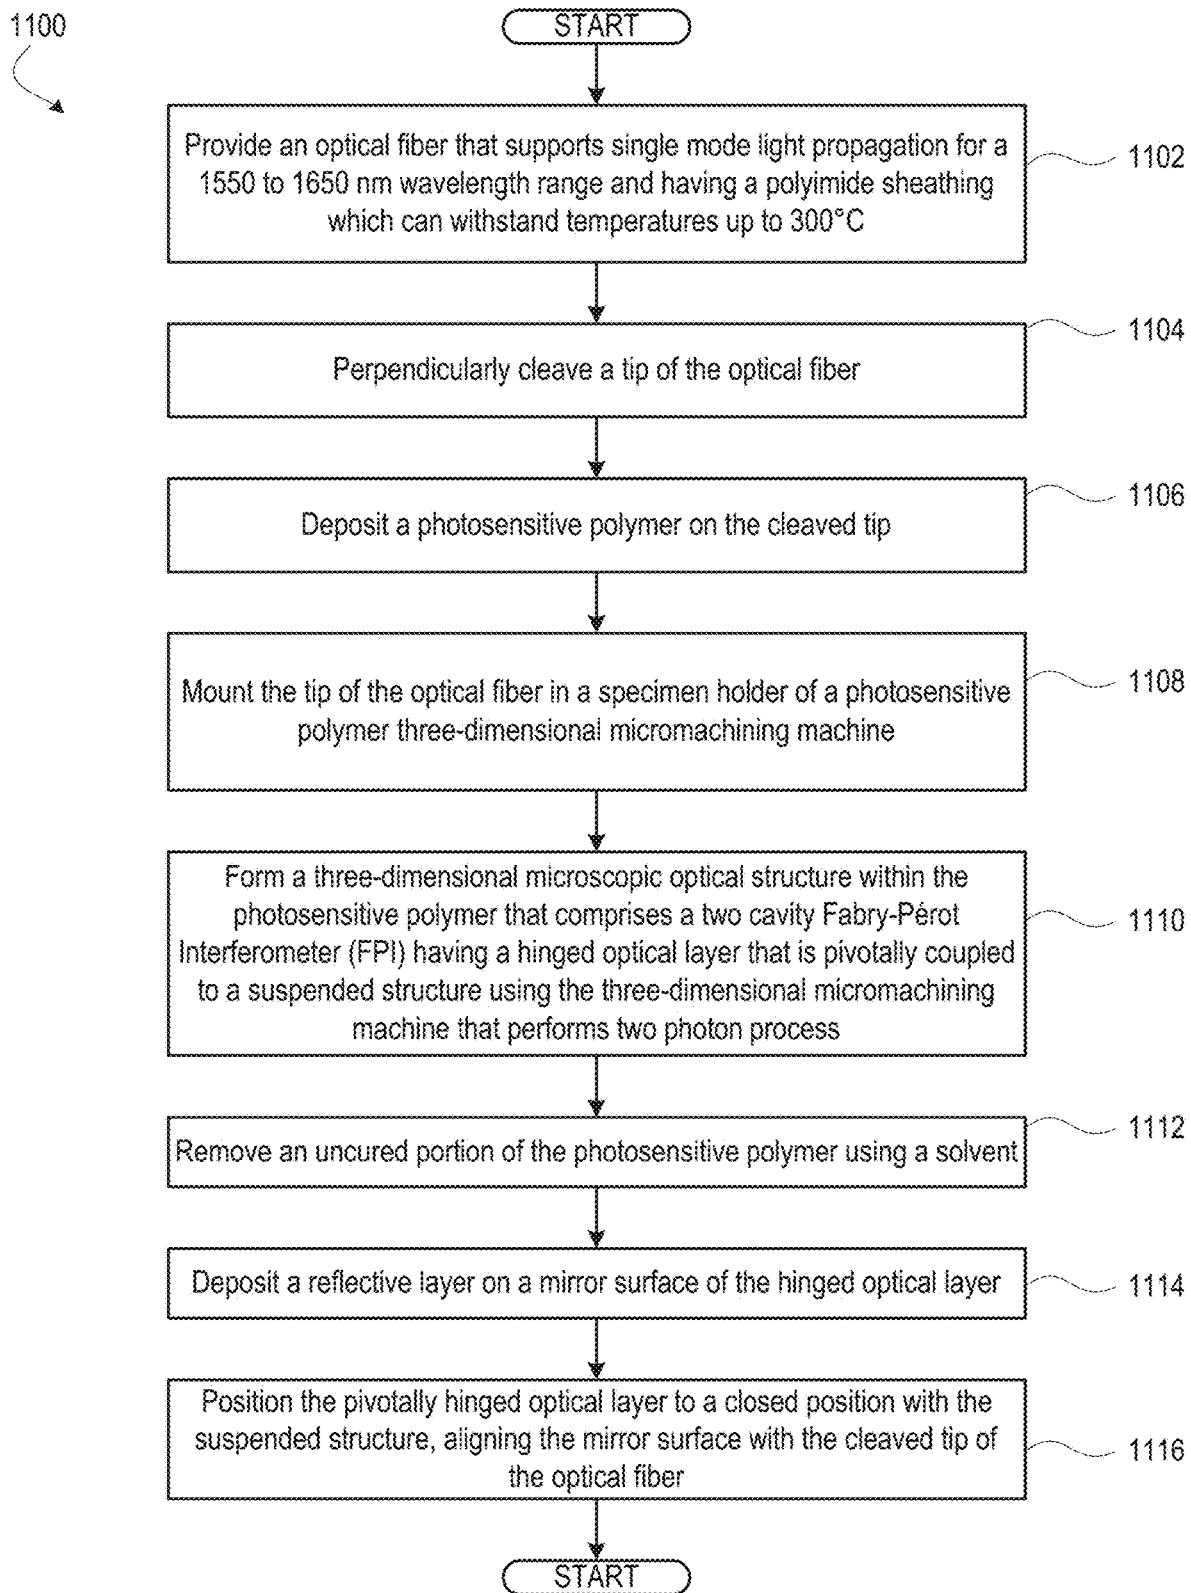 1100
START
Provide an optical fiber that supports single mode light propagation for a
1550 to 1650 nm wavelength range and having a polyimide sheathing
which can withstand temperatures up to 300°C
1102
Perpendicularly cleave a tip of the optical fiber
1104
Deposit a photosensitive polymer on the cleaved tip
1106
Mount the tip of the optical fiber in a specimen holder of a photosensitive
polymer three-dimensional micromachining machine
1108
Form a three-dimensional microscopic optical structure within the
photosensitive polymer that comprises a two cavity Fabry-Pérot
Interferometer (FPI) having a hinged optical layer that is pivotally coupled
to a suspended structure using the three-dimensional micromachining
machine that performs two photon process
1110
Remove an uncured portion of the photosensitive polymer using a solvent
1112
Deposit a reflective layer on a mirror surface of the hinged optical layer
1114
Position the pivotally hinged optical layer to a closed position with the
suspended structure, aligning the mirror surface with the cleaved tip of
the optical fiber
1116
START